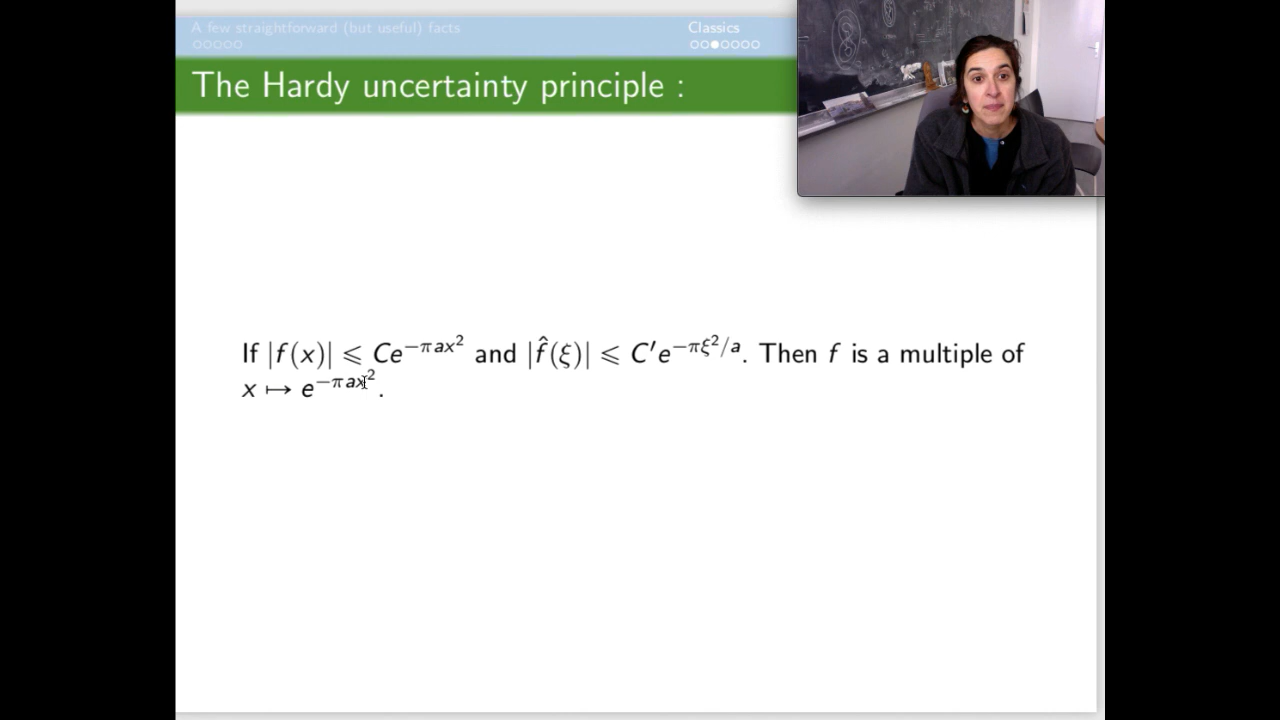 A few straightforward (but useful) facts
Classics
The Hardy uncertainty principle :
If |f(x)| ⩽ Ce^{−πax²} and |f̂(ξ)| ⩽ C′e^{−πξ²/a}. Then f is a multiple of
x ↦ e^{−πax²}.